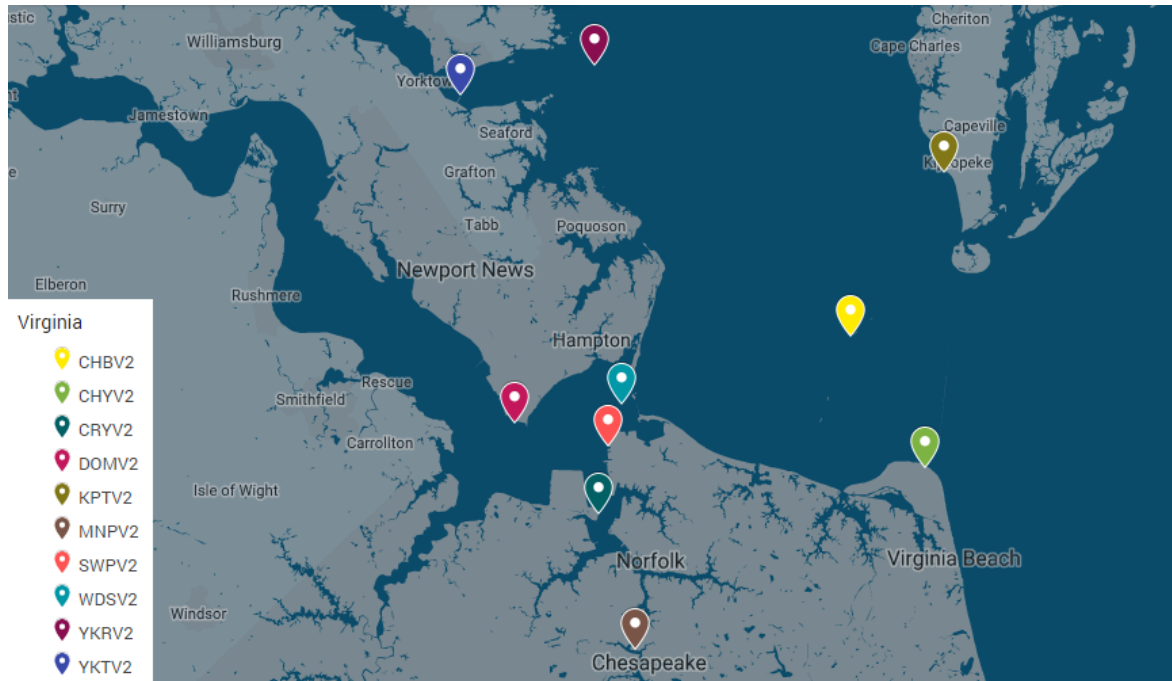 Cheriton
Williamsburg
Cape Charles
Yorktow
Jamestown
Capeville
Seaford
Grafton
Surry
Tabb
Poquoson
Newport News
Elberon
Rushmere
Virginia
Hampton
CHBV2
CHYV2
Rescue
Smithfield
CRYV2
Carrollton
DOMV2
Isle of Wight
KPTV2
MNPV2
Norfolk
Virginia Beach
SWPV2
WDSV2
Windsor
YKRV2
Chesapeake
YKTV2